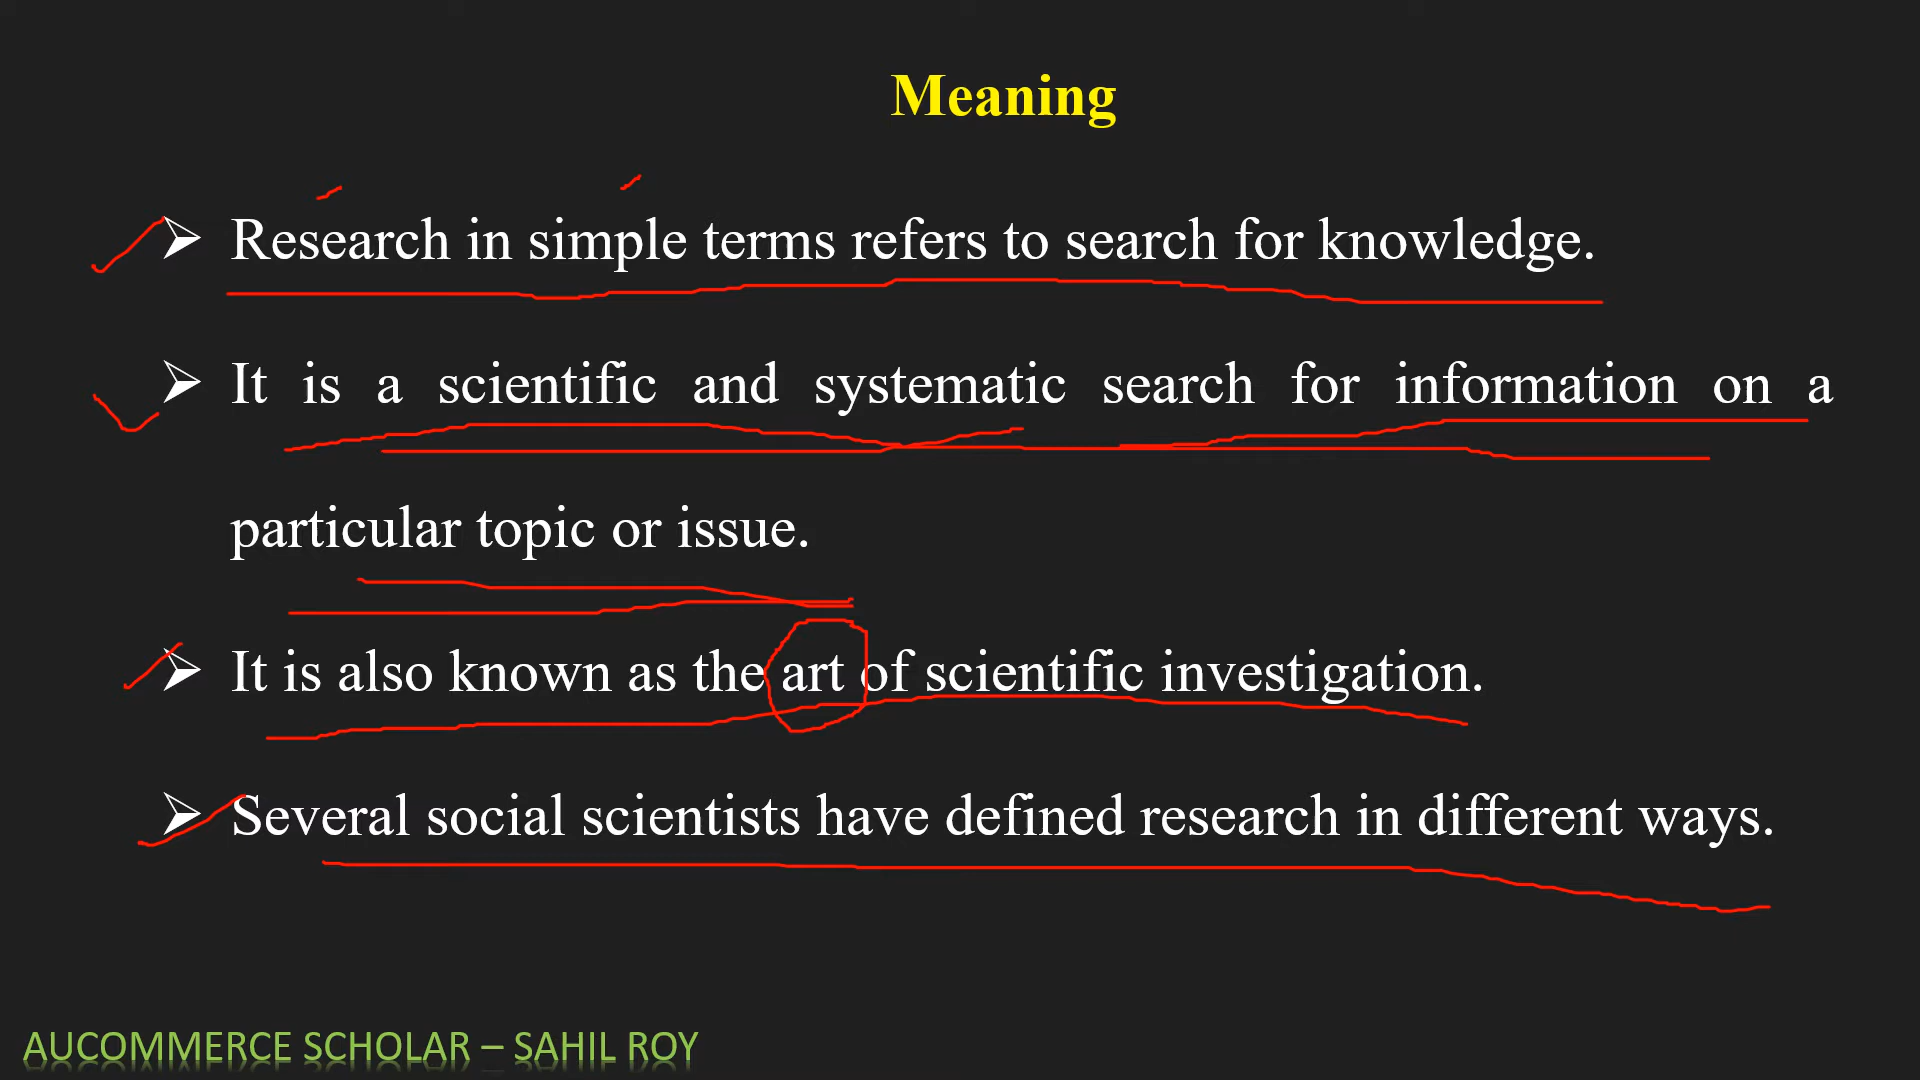 Meaning
➢ Research in simple terms refers to search for knowledge.
➢ It is a scientific and systematic search for information on a
particular topic or issue.
➢ It is also known as the art of scientific investigation.
➢ Several social scientists have defined research in different ways.
AUCOMMERCE SCHOLAR – SAHIL ROY